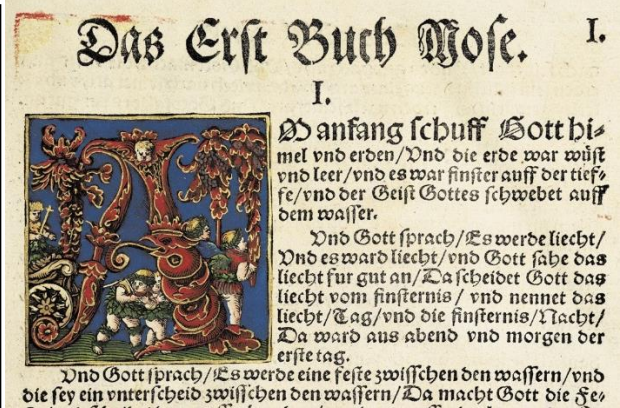 Das Erſt Buch Moſe. I.
I.
AM anfang ſchuff Gott hi⸗
mel vnd erden/Vnd die erde war wüſt
vnd leer/vnd es war finſter auff der tief⸗
fe/vnd der Geiſt Gottes ſchwebet auff
dem waſſer.
Vnd Gott ſprach/Es werde liecht/
Vnd es ward liecht/vnd Gott ſahe das
liecht fur gut an/Da ſcheidet Gott das
liecht vom finſternis/ vnd nennet das
liecht/Tag/vnd die finſternis/Nacht/
Da ward aus abend vnd morgen der
erſte tag.
Vnd Gott ſprach/Es werde eine feſte zwiſſchen den waſſern/vnd
die ſey ein vnterſcheid zwiſſchen den waſſern/Da macht Gott die Fe⸗